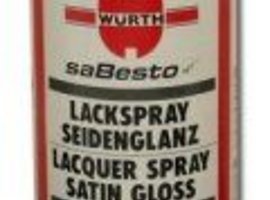 WÜRTH
saBesto
LACKSPRAY
SEIDENGLANZ
LACQUER SPRAY
SATIN GLOSS